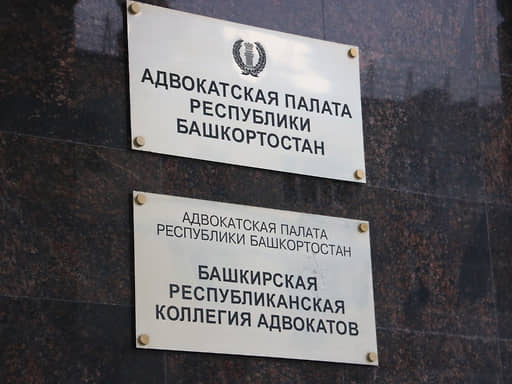 АДВОКАТСКАЯ ПАЛАТА
РЕСПУБЛИКИ
БАШКОРТОСТАН
АДВОКАТСКАЯ ПАЛАТА
РЕСПУБЛИКИ БАШКОРТОСТАН
БАШКИРСКАЯ
РЕСПУБЛИКАНСКАЯ
КОЛЛЕГИЯ АДВОКАТОВ